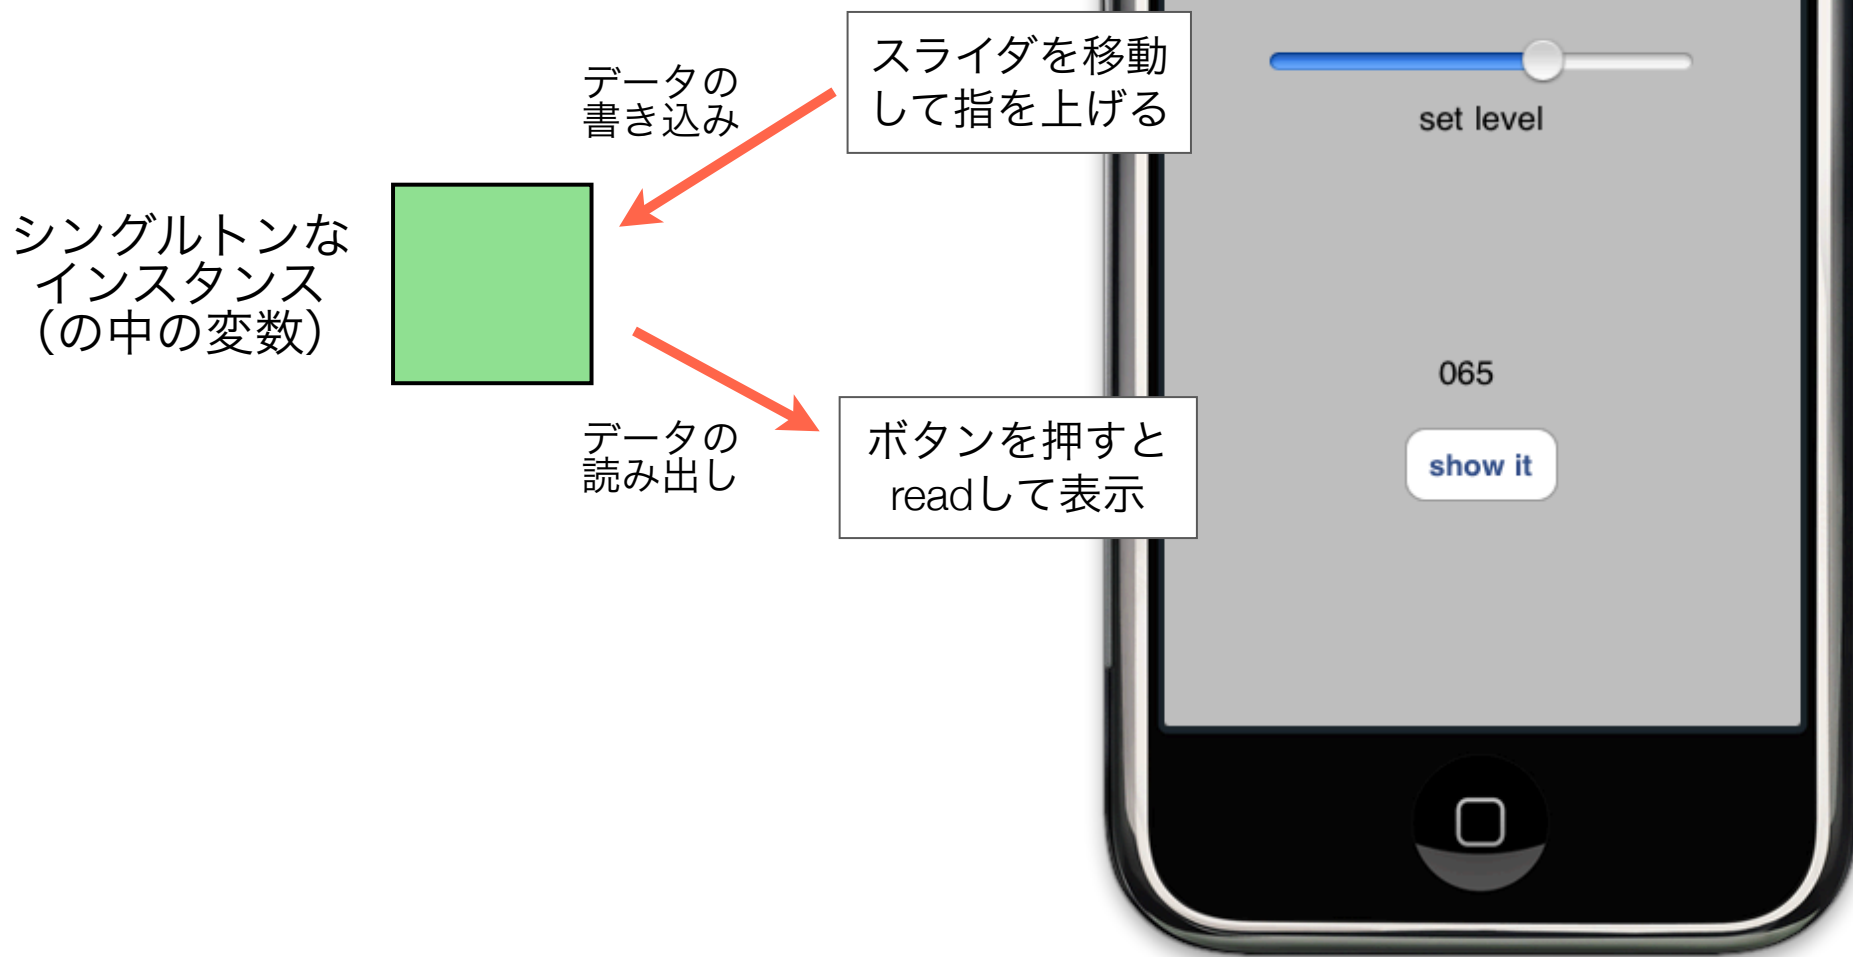 スライダを移動
して指を上げる
データの
書き込み
set level
シングルトンな
インスタンス
（の中の変数）
065
データの
読み出し
ボタンを押すと
readして表示
show it